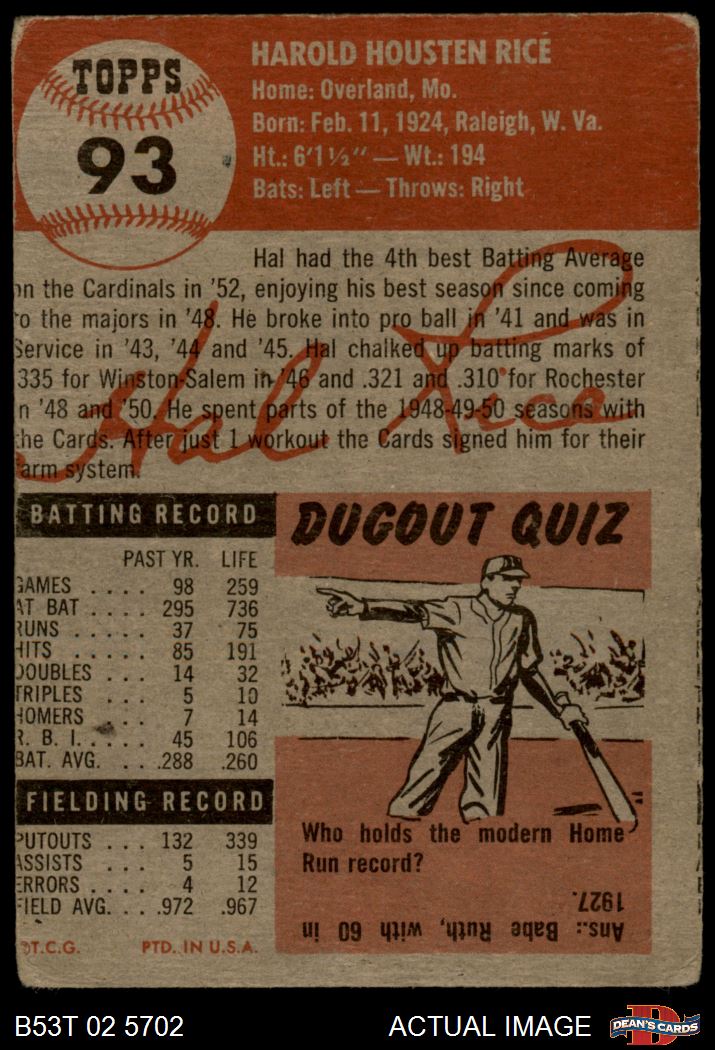 TOPPS
93
HAROLD HOUSTEN RICE
Home: Overland, Mo.
Born: Feb. 11, 1924, Raleigh, W. Va.
Ht.: 6'1½" — Wt.: 194
Bats: Left — Throws: Right
Hal had the 4th best Batting Average
on the Cardinals in '52, enjoying his best season since coming
to the majors in '48. He broke into pro ball in '41 and was in
Service in '43, '44 and '45. Hal chalked up batting marks of
.335 for Winston-Salem in '46 and .321 and .310 for Rochester
in '48 and '50. He spent parts of the 1948-49-50 seasons with
the Cards. After just 1 workout the Cards signed him for their
farm system.
Hal Rice
BATTING RECORD
PAST YR. LIFE
GAMES .... 98 259
AT BAT .... 295 736
RUNS ..... 37 75
HITS ...... 85 191
DOUBLES .... 14 32
TRIPLES .... 5 10
HOMERS .... 7 14
R. B. I. ..... 45 106
BAT. AVG. ... .288 .260
FIELDING RECORD
PUTOUTS .... 132 339
ASSISTS .... 5 15
ERRORS .... 4 12
FIELD AVG. ... .972 .967
©T.C.G. PTD. IN U.S.A.
DUGOUT QUIZ
Who holds the modern Home
Run record?
Ans.: Babe Ruth, with 60 in
1927.
B53T 02 5702
ACTUAL IMAGE
DEAN'S CARDS